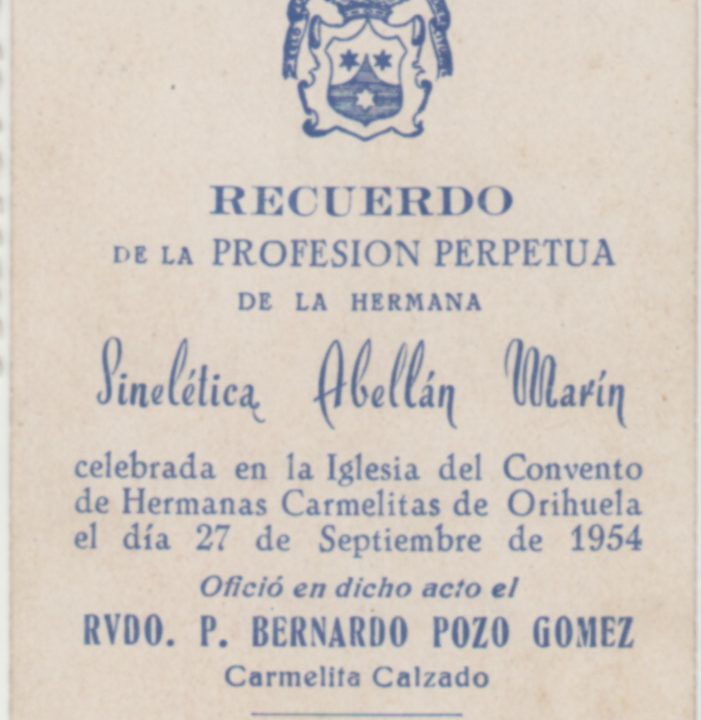 RECUERDO
DE LA PROFESION PERPETUA
DE LA HERMANA
Sinelética Abellán Marín
celebrada en la Iglesia del Convento
de Hermanas Carmelitas de Orihuela
el día 27 de Septiembre de 1954
Ofició en dicho acto el
RVDO. P. BERNARDO POZO GOMEZ
Carmelita Calzado